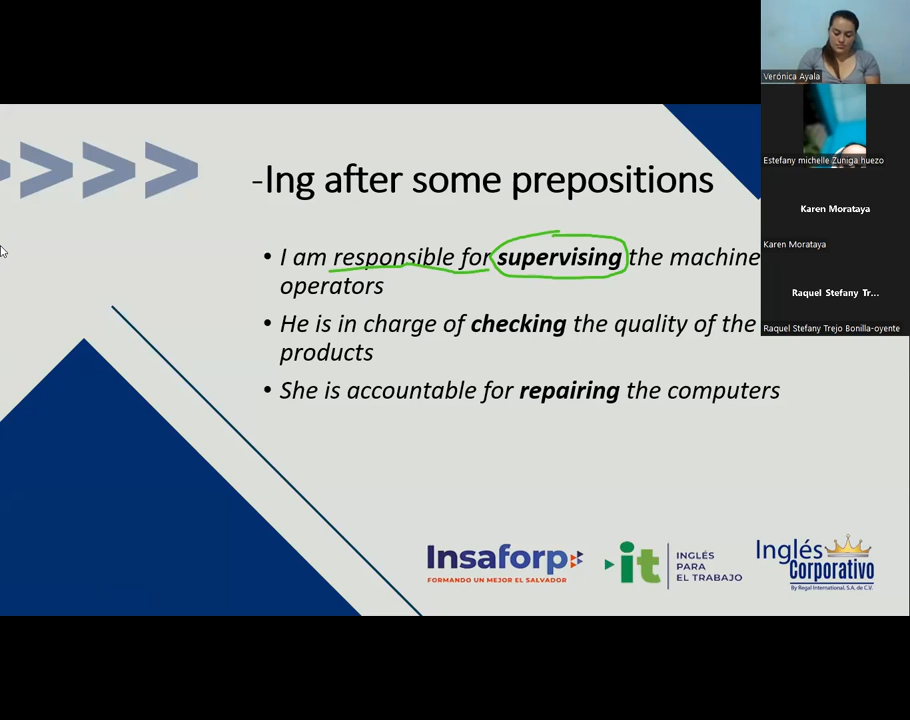 Verónica Ayala
Estefany michelle Zuniga huezo
Karen Morataya
Karen Morataya
Raquel Stefany Tr...
Raquel Stefany Trejo Bonilla-oyente
-Ing after some prepositions
• I am responsible for supervising the machine
operators
• He is in charge of checking the quality of the
products
• She is accountable for repairing the computers
Insaforp
FORMANDO UN MEJOR EL SALVADOR
it
INGLÉS
PARA
EL TRABAJO
Inglés
Corporativo
By Regal International, S.A. de C.V.